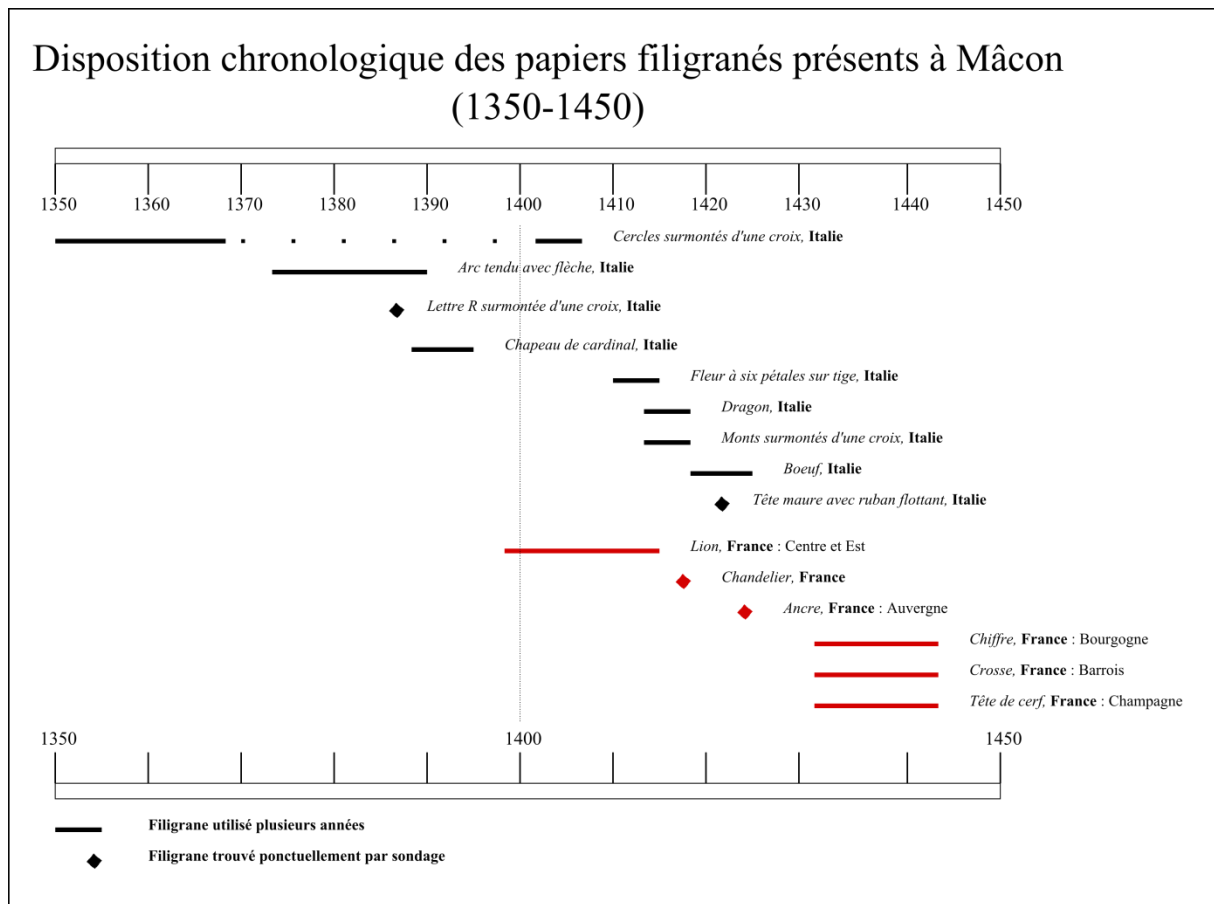 Disposition chronologique des papiers filigranés présents à Mâcon
(1350-1450)
1350 1360 1370 1380 1390 1400 1410 1420 1430 1440 1450
Cercles surmontés d'une croix, Italie
Arc tendu avec flèche, Italie
Lettre R surmontée d'une croix, Italie
Chapeau de cardinal, Italie
Fleur à six pétales sur tige, Italie
Dragon, Italie
Monts surmontés d'une croix, Italie
Boeuf, Italie
Tête maure avec ruban flottant, Italie
Lion, France : Centre et Est
Chandelier, France
Ancre, France : Auvergne
Chiffre, France : Bourgogne
Crosse, France : Barrois
Tête de cerf, France : Champagne
1350 1400 1450
Filigrane utilisé plusieurs années
Filigrane trouvé ponctuellement par sondage